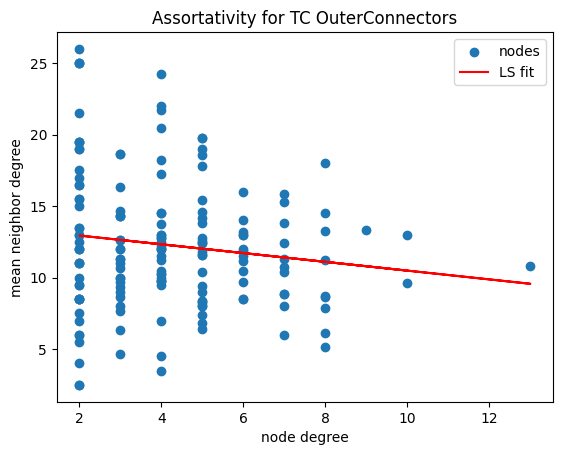 Assortativity for TC OuterConnectors
nodes
LS fit
25
20
15
10
5
mean neighbor degree
2
4
6
8
10
12
node degree